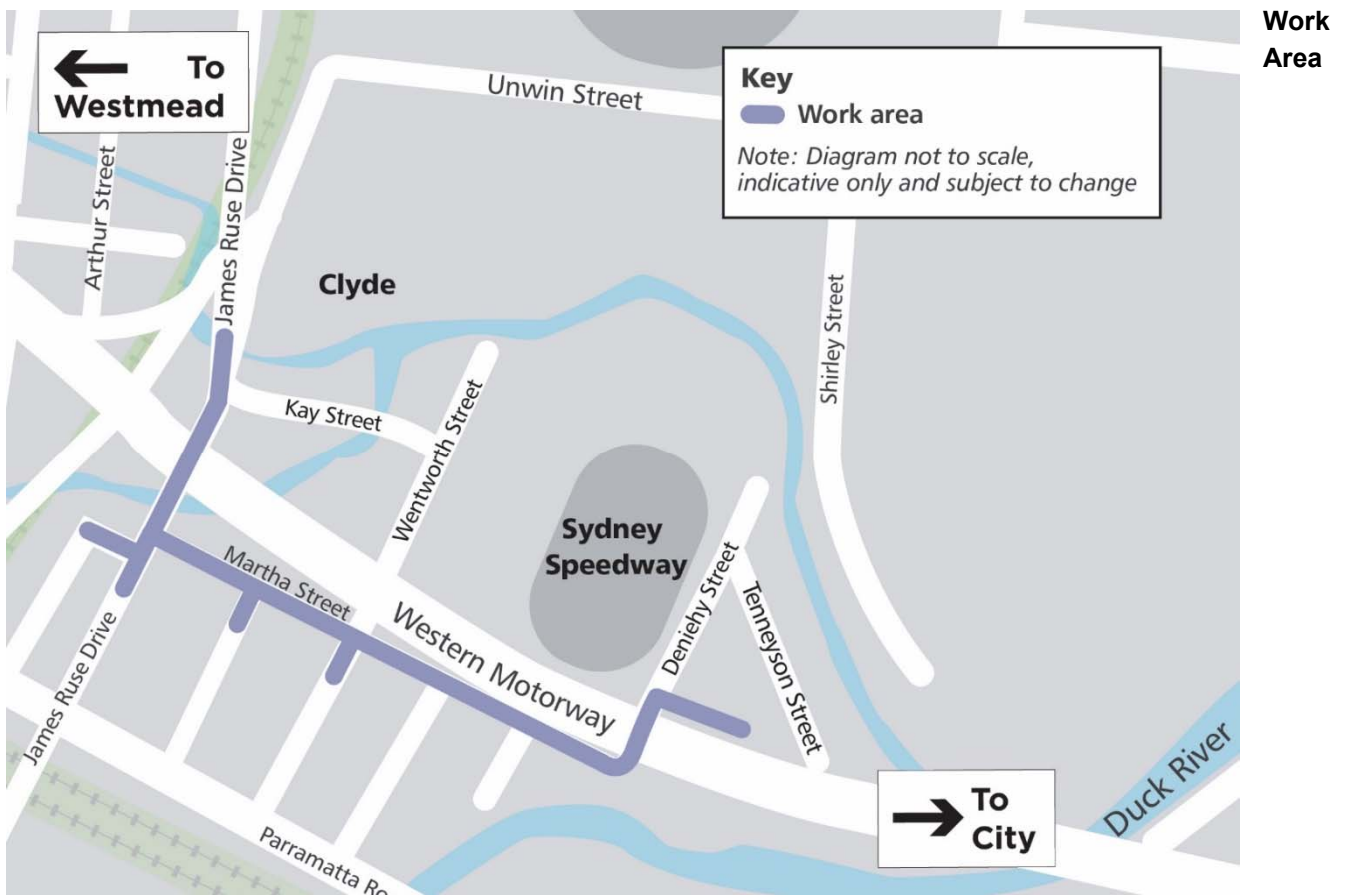 Work
Area
To
Westmead
Unwin Street
Key
Work area
Note: Diagram not to scale,
indicative only and subject to change
Arthur Street
James Ruse Drive
Clyde
Shirley Street
Kay Street
Wentworth Street
Sydney
Speedway
Martha Street
Western Motorway
Deniehy Street
Tenneyson Street
James Ruse Drive
To
City
Duck River
Parramatta Ro